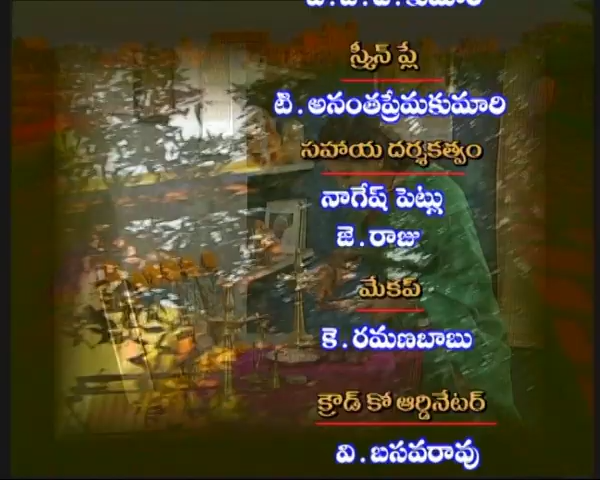 స్క్రీన్ ప్లే
టి.అనంతప్రేమకుమారి
సహాయ దర్శకత్వం
నాగేష్ పెట్లు
జె.రాజు
మేకప్
కె.రమణబాబు
క్రౌడ్ కో ఆర్డినేటర్
వి.బసవరావు